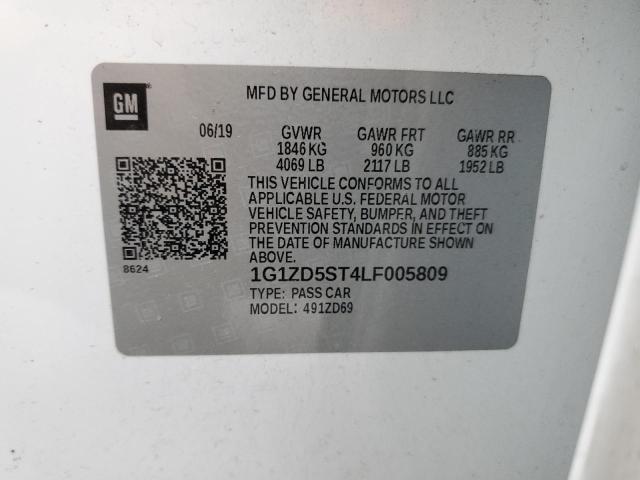 GM
MFD BY GENERAL MOTORS LLC
06/19 GVWR GAWR FRT GAWR RR
1846 KG 960 KG 885 KG
4069 LB 2117 LB 1952 LB
THIS VEHICLE CONFORMS TO ALL
APPLICABLE U.S. FEDERAL MOTOR
VEHICLE SAFETY, BUMPER, AND THEFT
PREVENTION STANDARDS IN EFFECT ON
THE DATE OF MANUFACTURE SHOWN
ABOVE.
8624
1G1ZD5ST4LF005809
TYPE: PASS CAR
MODEL: 491ZD69